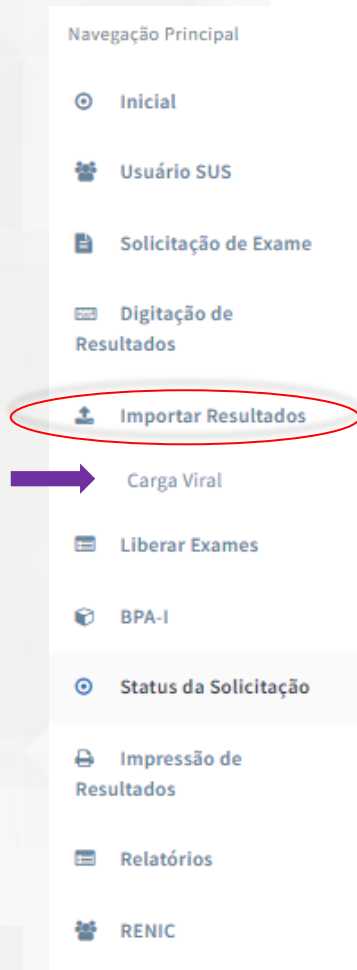 Navegação Principal
Inicial
Usuário SUS
Solicitação de Exame
Digitação de
Resultados
Importar Resultados
Carga Viral
Liberar Exames
BPA-I
Status da Solicitação
Impressão de
Resultados
Relatórios
RENIC